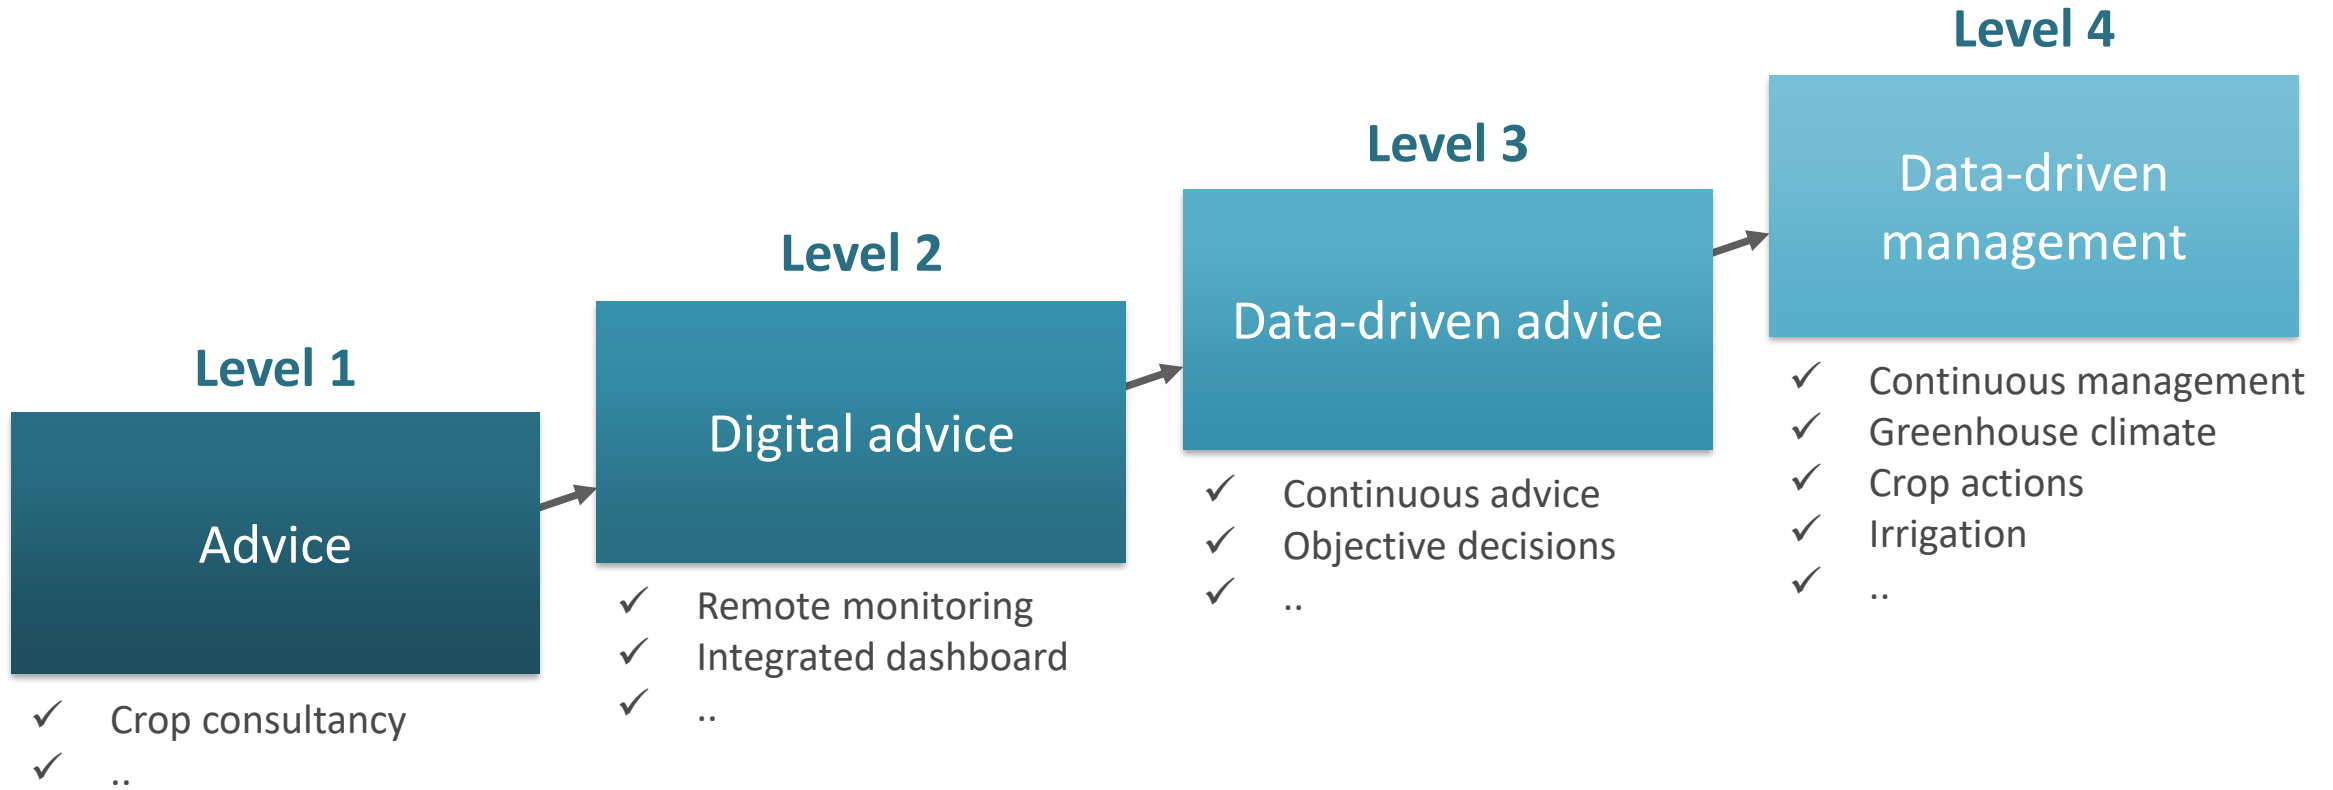 Level 1
Advice
✓ Crop consultancy
✓ ..
Level 2
Digital advice
✓ Remote monitoring
✓ Integrated dashboard
✓ ..
Level 3
Data-driven advice
✓ Continuous advice
✓ Objective decisions
✓ ..
Level 4
Data-driven
management
✓ Continuous management
✓ Greenhouse climate
✓ Crop actions
✓ Irrigation
✓ ..